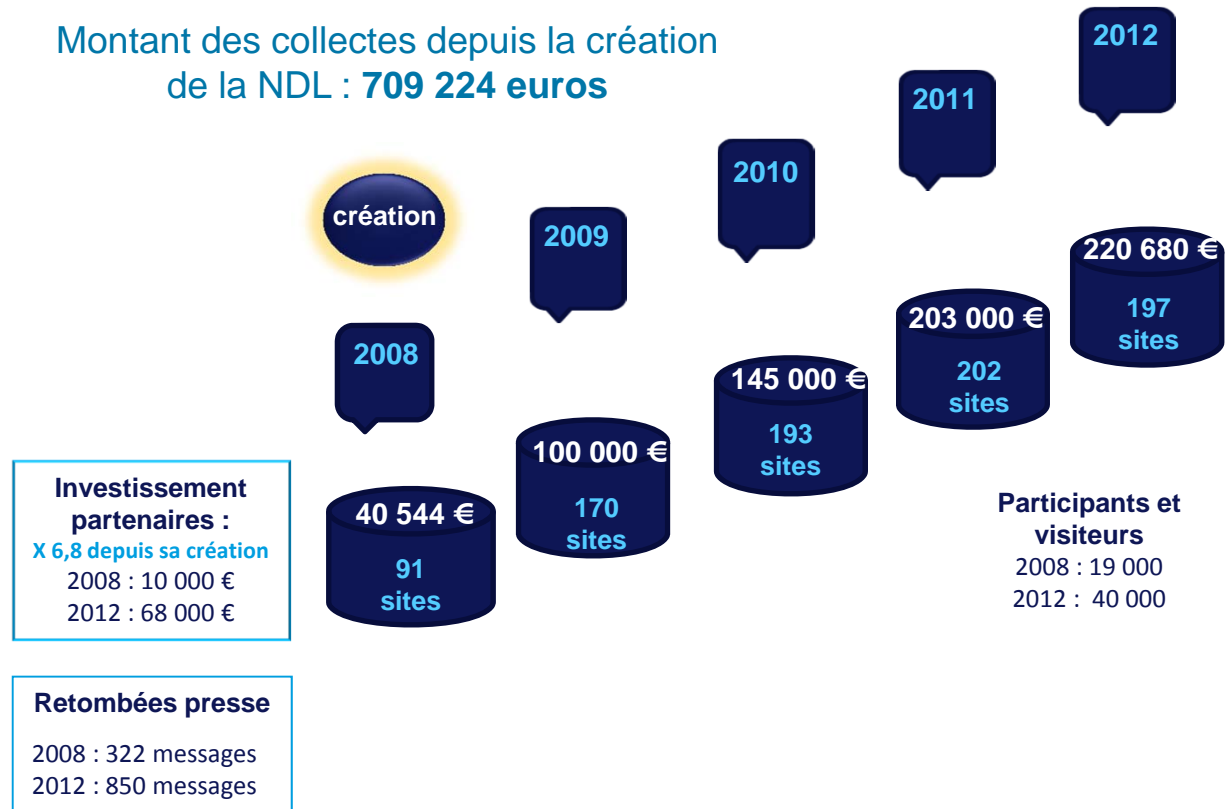 Montant des collectes depuis la création
de la NDL : 709 224 euros
création
2008
40 544 €
91
sites
2009
100 000 €
170
sites
2010
145 000 €
193
sites
2011
203 000 €
202
sites
2012
220 680 €
197
sites
Investissement
partenaires :
X 6,8 depuis sa création
2008 : 10 000 €
2012 : 68 000 €
Retombées presse
2008 : 322 messages
2012 : 850 messages
Participants et
visiteurs
2008 : 19 000
2012 : 40 000